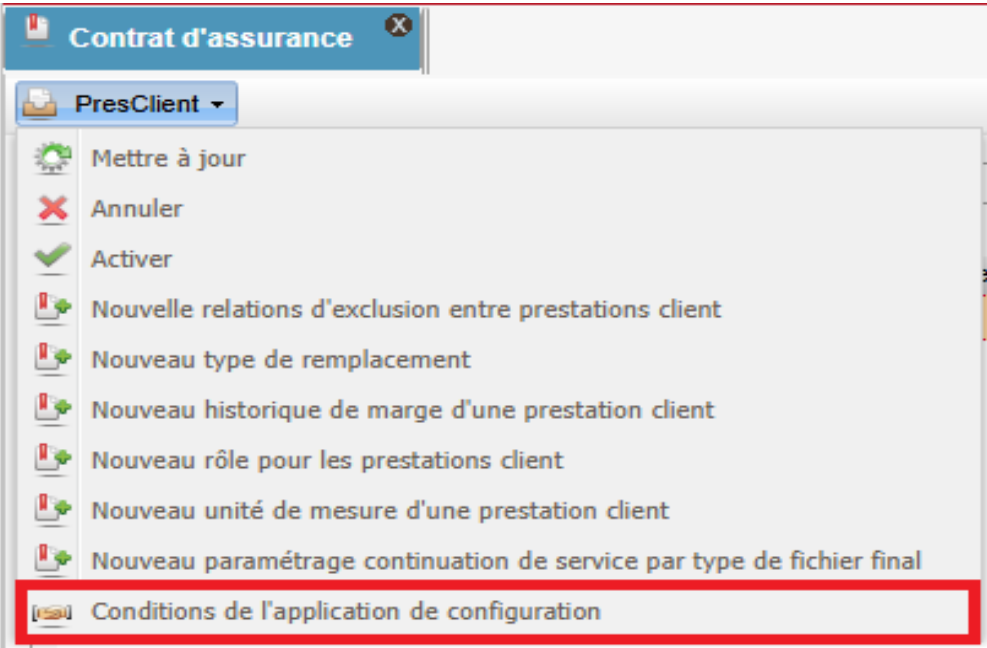 Contrat d'assurance
PresClient
Mettre à jour
Annuler
Activer
Nouvelle relations d'exclusion entre prestations client
Nouveau type de remplacement
Nouveau historique de marge d'une prestation client
Nouveau rôle pour les prestations client
Nouveau unité de mesure d'une prestation client
Nouveau paramétrage continuation de service par type de fichier final
Conditions de l'application de configuration